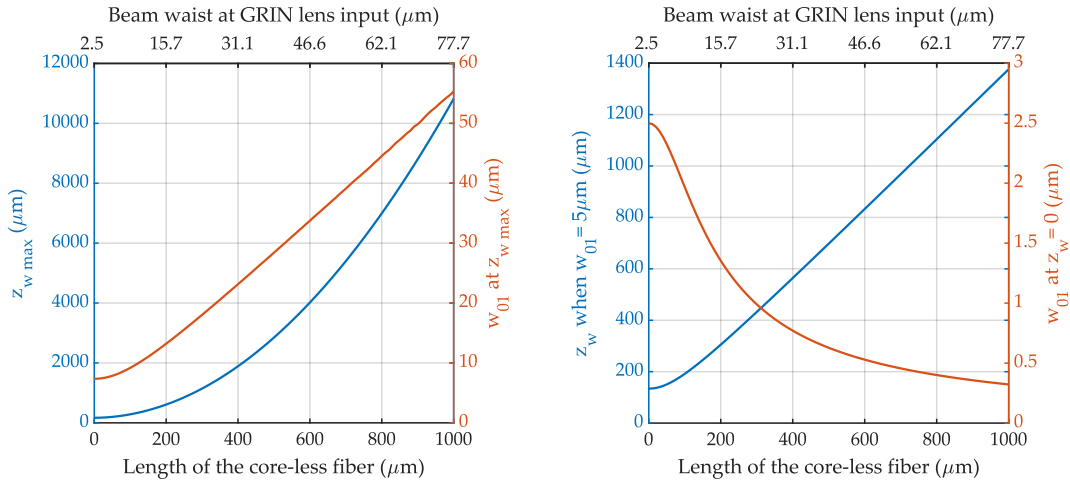 Beam waist at GRIN lens input (μm)
2.5 15.7 31.1 46.6 62.1 77.7
12000
10000
8000
6000
4000
2000
0
z_w max (μm)
60
50
40
30
20
10
0
w_01 at z_w max (μm)
0 200 400 600 800 1000
Length of the core-less fiber (μm)
Beam waist at GRIN lens input (μm)
2.5 15.7 31.1 46.6 62.1 77.7
1400
1200
1000
800
600
400
200
0
z_w when w_01= 5μm (μm)
3
2.5
2
1.5
1
0.5
0
w_01 at z_w= 0 (μm)
0 200 400 600 800 1000
Length of the core-less fiber (μm)